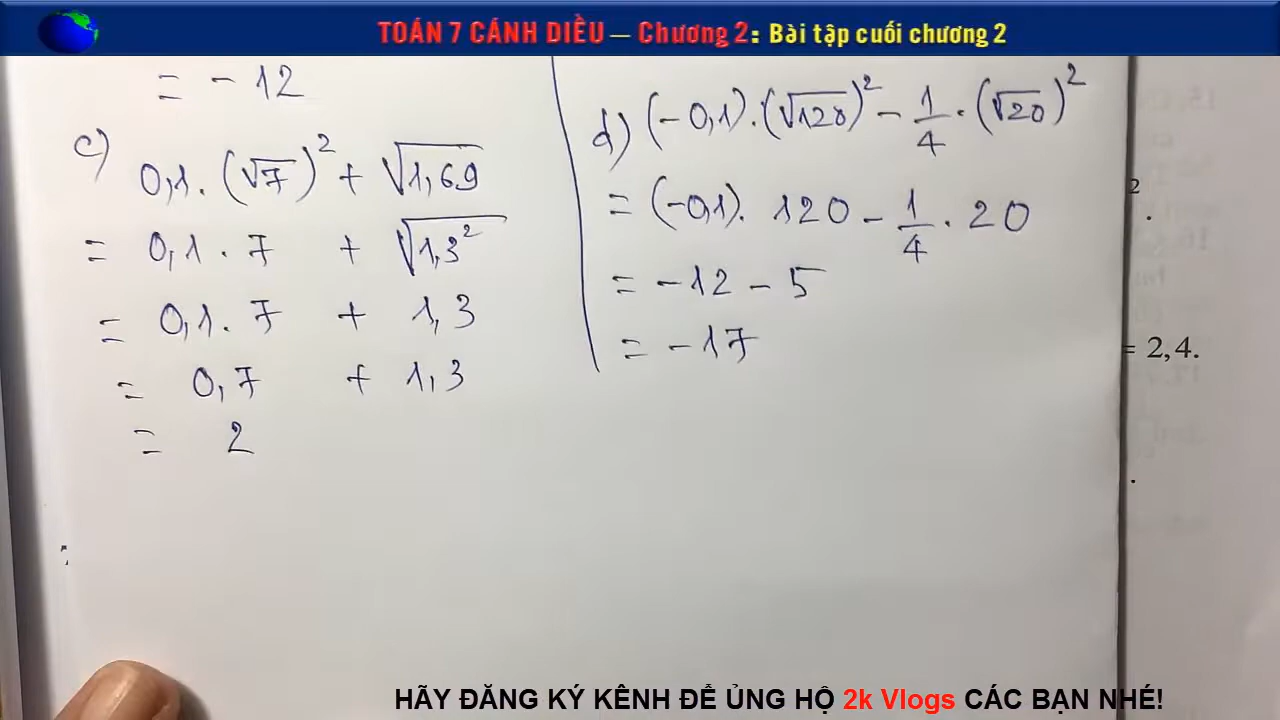 TOÁN 7 CÁNH DIỀU – Chương 2: Bài tập cuối chương 2
= - 12
c) 0,1. (√7)² + √1,69
= 0,1 . 7 + √1,3²
= 0,1. 7 + 1,3
= 0,7 + 1,3
= 2
d) (-0,1).(√120)² - 1/4 . (√20)²
= (-0,1). 120 - 1/4 . 20
= -12 - 5
= -17
2
.
= 2,4.
HÃY ĐĂNG KÝ KÊNH ĐỂ ỦNG HỘ 2k Vlogs CÁC BẠN NHÉ!